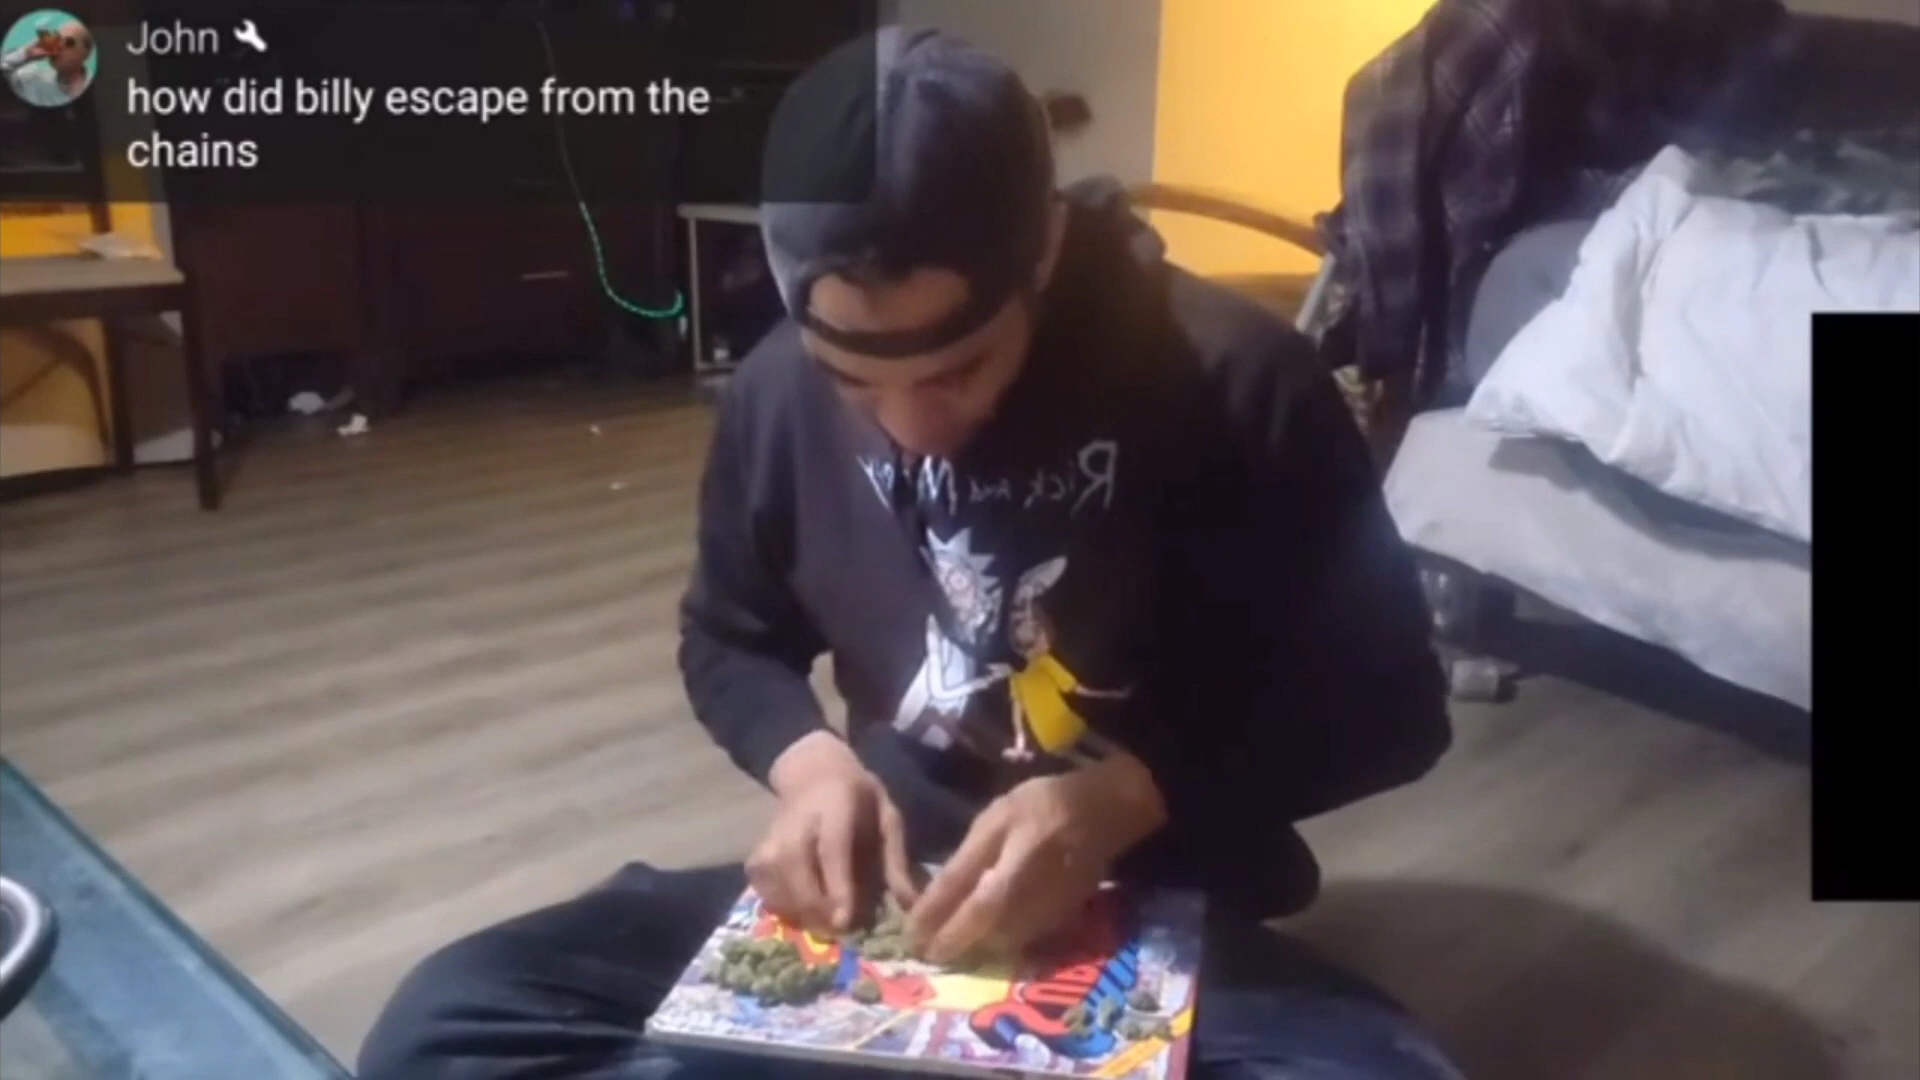 John
how did billy escape from the
chains
Rick and Morty